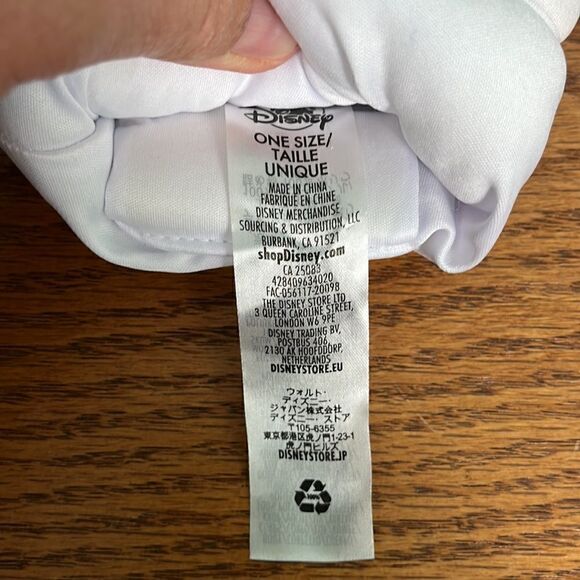 Disney
ONE SIZE/
TAILLE
UNIQUE
MADE IN CHINA
FABRIQUÉ EN CHINE
DISNEY MERCHANDISE
SOURCING & DISTRIBUTION, LLC
BURBANK, CA 91521
shopDisney.com
CA 25083
428409634020
FAC-056117-20098
THE DISNEY STORE LTD
3 QUEEN CAROLINE STREET,
LONDON W6 9PE
DISNEY TRADING BV,
POSTBUS 406,
2130 AK HOOFDDORP,
NETHERLANDS
DISNEYSTORE.EU
ウォルト・
ディズニー・
ジャパン株式会社
ディズニー・ストア
〒105-6355
東京都港区虎ノ門1-23-1
虎ノ門ヒルズ
DISNEYSTORE.JP
100%